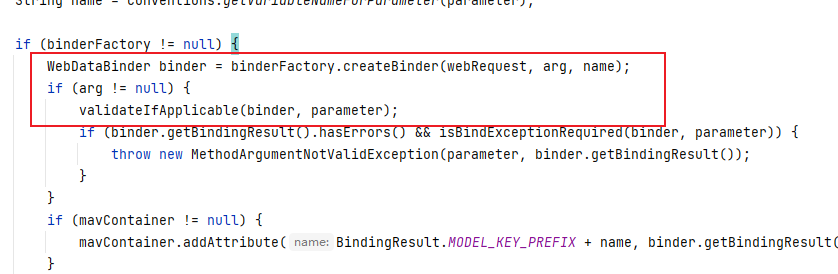 String name = Conventions.getVariableNameForParameter(parameter);
if (binderFactory != null) {
WebDataBinder binder = binderFactory.createBinder(webRequest, arg, name);
if (arg != null) {
validateIfApplicable(binder, parameter);
if (binder.getBindingResult().hasErrors() && isBindExceptionRequired(binder, parameter)) {
throw new MethodArgumentNotValidException(parameter, binder.getBindingResult());
}
}
if (mavContainer != null) {
mavContainer.addAttribute( name: BindingResult.MODEL_KEY_PREFIX + name, binder.getBindingResult(
}